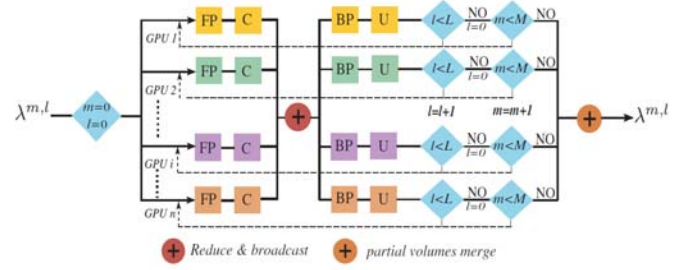 FP C BP U l<L NO l=0 m<M NO
GPU 1
FP C BP U l<L NO l=0 m<M NO
GPU 2
λ^{m,l} m=0 l=0 + l=l+1 m=m+1 + λ^{m,l}
FP C BP U l<L NO l=0 m<M NO
GPU i
FP C BP U l<L NO l=0 m<M NO
GPU n
+ Reduce & broadcast + partial volumes merge